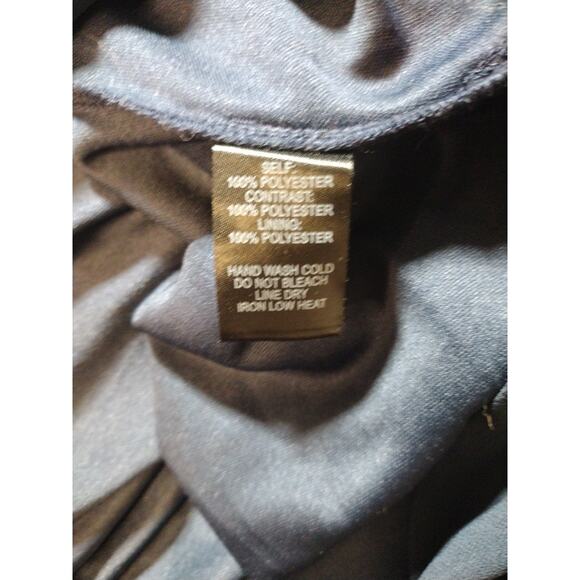 SELF:
100% POLYESTER
CONTRAST:
100% POLYESTER
LINING:
100% POLYESTER
HAND WASH COLD
DO NOT BLEACH
LINE DRY
IRON LOW HEAT